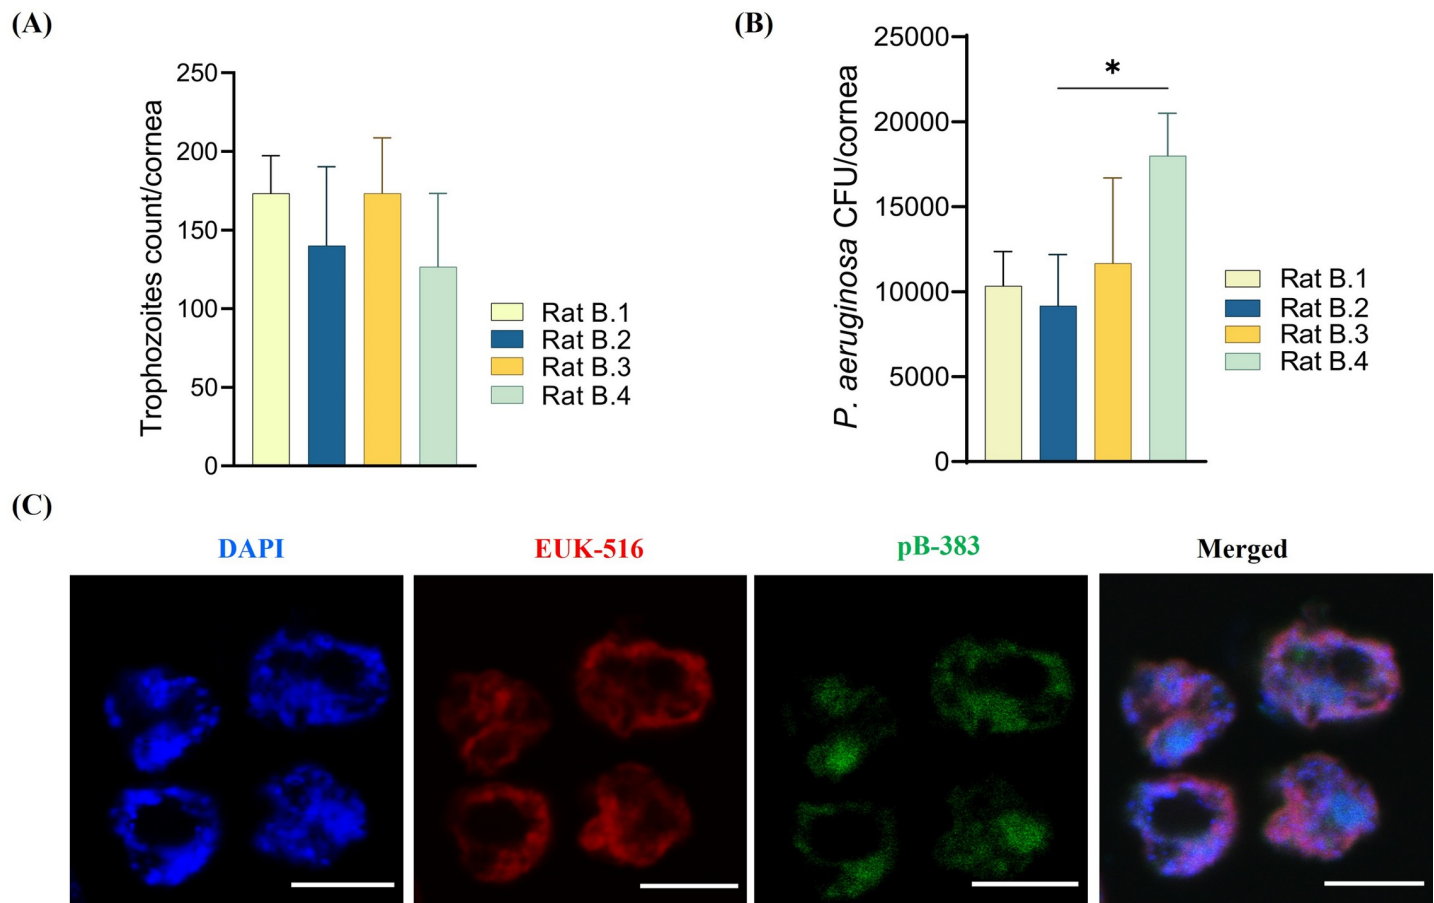 (A)
250
200
150
100
50
0
Trophozoites count/cornea
Rat B.1
Rat B.2
Rat B.3
Rat B.4
(B)
25000
20000
15000
10000
5000
0
P. aeruginosa CFU/cornea
*
Rat B.1
Rat B.2
Rat B.3
Rat B.4
(C)
DAPI
EUK-516
pB-383
Merged